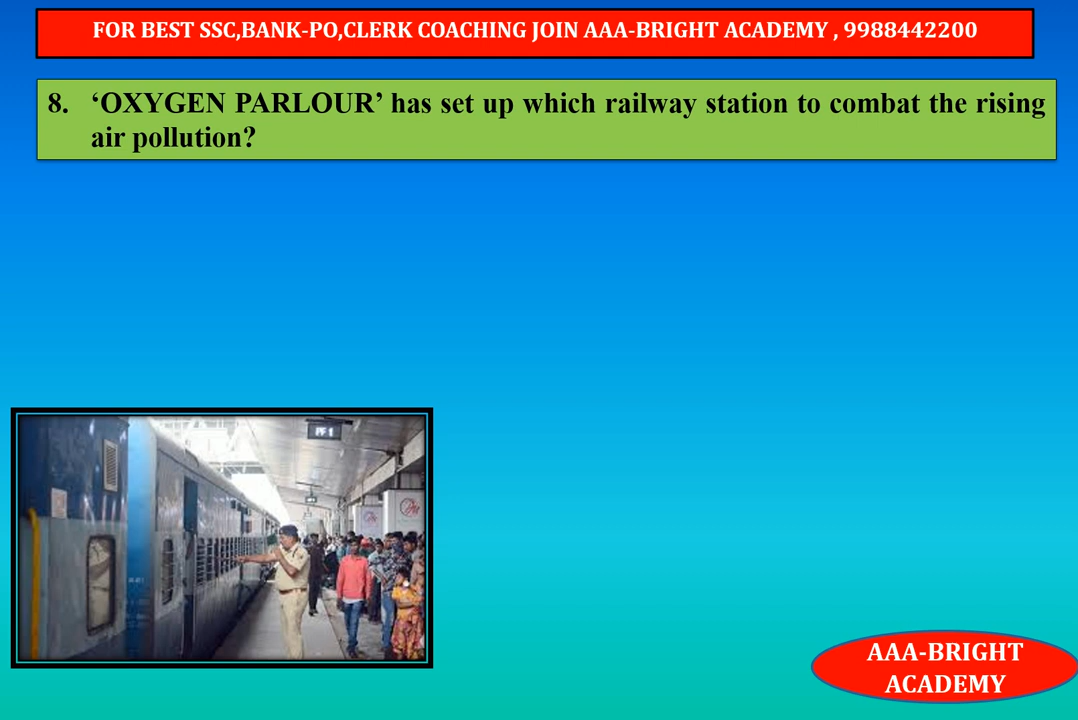 FOR BEST SSC,BANK-PO,CLERK COACHING JOIN AAA-BRIGHT ACADEMY , 9988442200
8. ‘OXYGEN PARLOUR’ has set up which railway station to combat the rising
air pollution?
PF 1
AAA-BRIGHT
ACADEMY